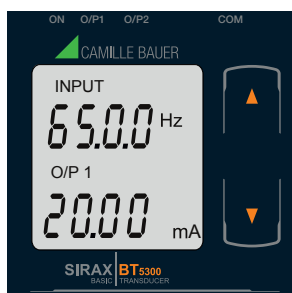 ON O/P1 O/P2 COM
CAMILLE BAUER
INPUT
65.0.0 Hz
O/P 1
20.00 mA
SIRAX BT5300
BASIC TRANSDUCER